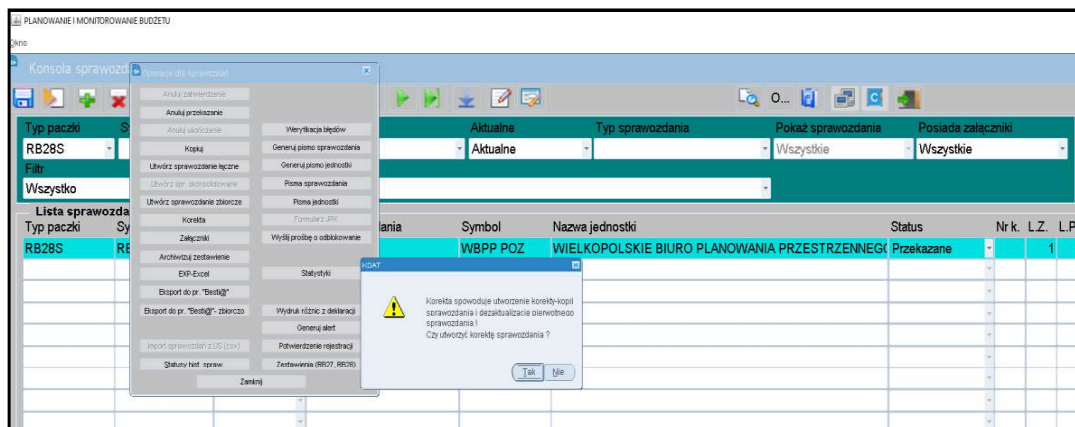 PLANOWANIE I MONITOROWANIE BUDŻETU
Okno
Konsola sprawozd
Operacje dla sprawozdań
O...
Typ paczki
Aktualne
Typ sprawozdania
Pokaż sprawozdania
Posiada załączniki
RB28S
Aktualne
Wszystkie
Wszystkie
Filtr
Wszystko
Anuluj zatwierdzenie
Anuluj przekazanie
Anuluj ukończenie
Kopiuj
Utwórz sprawozdanie łączne
Utwórz spr. skonsolidowane
Utwórz sprawozdanie zbiorcze
Korekta
Załączniki
Archiwizuj zestawienie
EXP-Excel
Eksport do pr. "Besti@"
Eksport do pr. "Besti@"- zbiorczo
Import sprawozdań z US (csv)
Statusy hist. spraw.
Weryfikacja błędów
Generuj pismo sprawozdania
Generuj pismo jednostki
Pisma sprawozdania
Pisma jednostki
Formularz JPK
Wyślij prośbę o odblokowanie
Statystyki
Wydruk różnic z deklaracji
Generuj alert
Potwierdzenie rejestracji
Zestawienia (RB27, RB28)
Zamknij
Lista sprawozda
Typ paczki Sy ania Symbol Nazwa jednostki Status Nr k. L.Z. L.P
RB28S RE WBPP POZ WIELKOPOLSKIE BIURO PLANOWANIA PRZESTRZENNEGO Przekazane 1
KDAT
Korekta spowoduje utworzenie korekty-kopii
sprawozdania i dezaktualizacje pierwotnego
sprawozdania !
Czy utworzyć korektę sprawozdania ?
Tak Nie